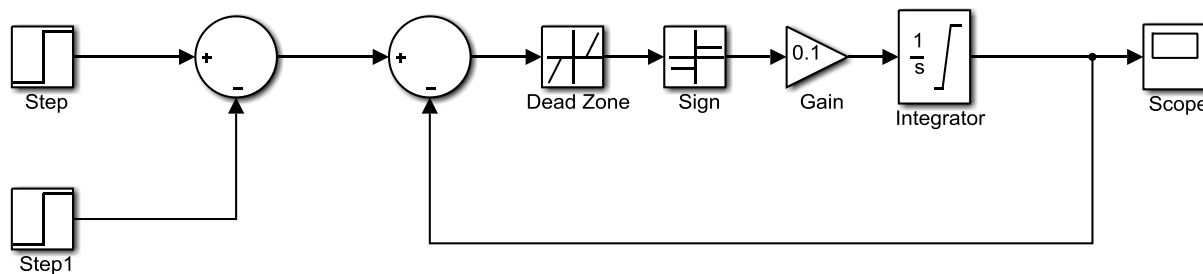 Step
+
−
+
−
Dead Zone
Sign
0.1
Gain
1
s
Integrator
Scope
Step1